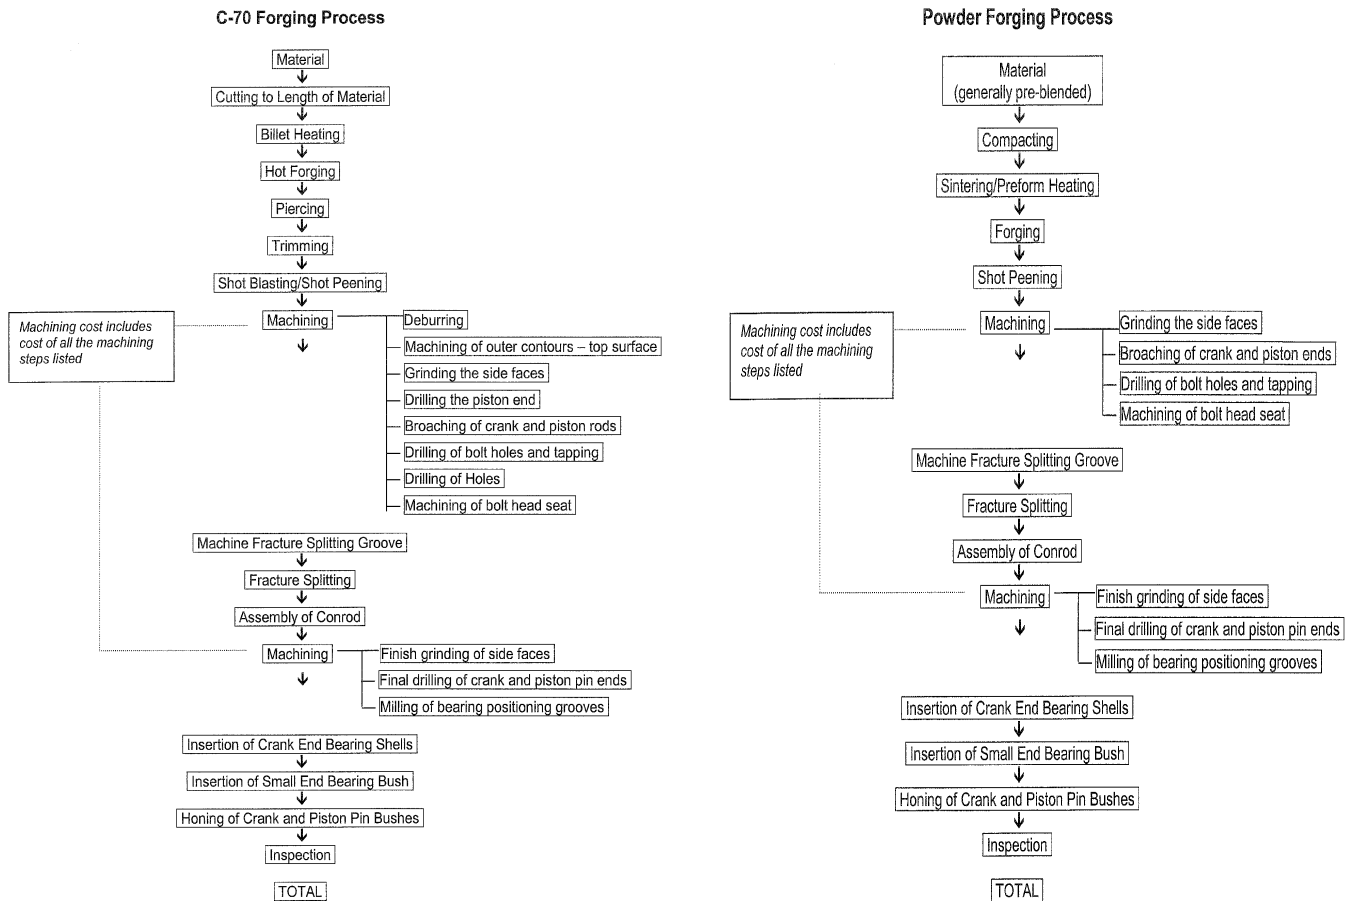 C-70 Forging Process
Material
Cutting to Length of Material
Billet Heating
Hot Forging
Piercing
Trimming
Shot Blasting/Shot Peening
Machining
Machining cost includes
cost of all the machining
steps listed
Deburring
Machining of outer contours – top surface
Grinding the side faces
Drilling the piston end
Broaching of crank and piston rods
Drilling of bolt holes and tapping
Drilling of Holes
Machining of bolt head seat
Machine Fracture Splitting Groove
Fracture Splitting
Assembly of Conrod
Machining
Finish grinding of side faces
Final drilling of crank and piston pin ends
Milling of bearing positioning grooves
Insertion of Crank End Bearing Shells
Insertion of Small End Bearing Bush
Honing of Crank and Piston Pin Bushes
Inspection
TOTAL
Powder Forging Process
Material
(generally pre-blended)
Compacting
Sintering/Preform Heating
Forging
Shot Peening
Machining
Machining cost includes
cost of all the machining
steps listed
Grinding the side faces
Broaching of crank and piston ends
Drilling of bolt holes and tapping
Machining of bolt head seat
Machine Fracture Splitting Groove
Fracture Splitting
Assembly of Conrod
Machining
Finish grinding of side faces
Final drilling of crank and piston pin ends
Milling of bearing positioning grooves
Insertion of Crank End Bearing Shells
Insertion of Small End Bearing Bush
Honing of Crank and Piston Pin Bushes
Inspection
TOTAL